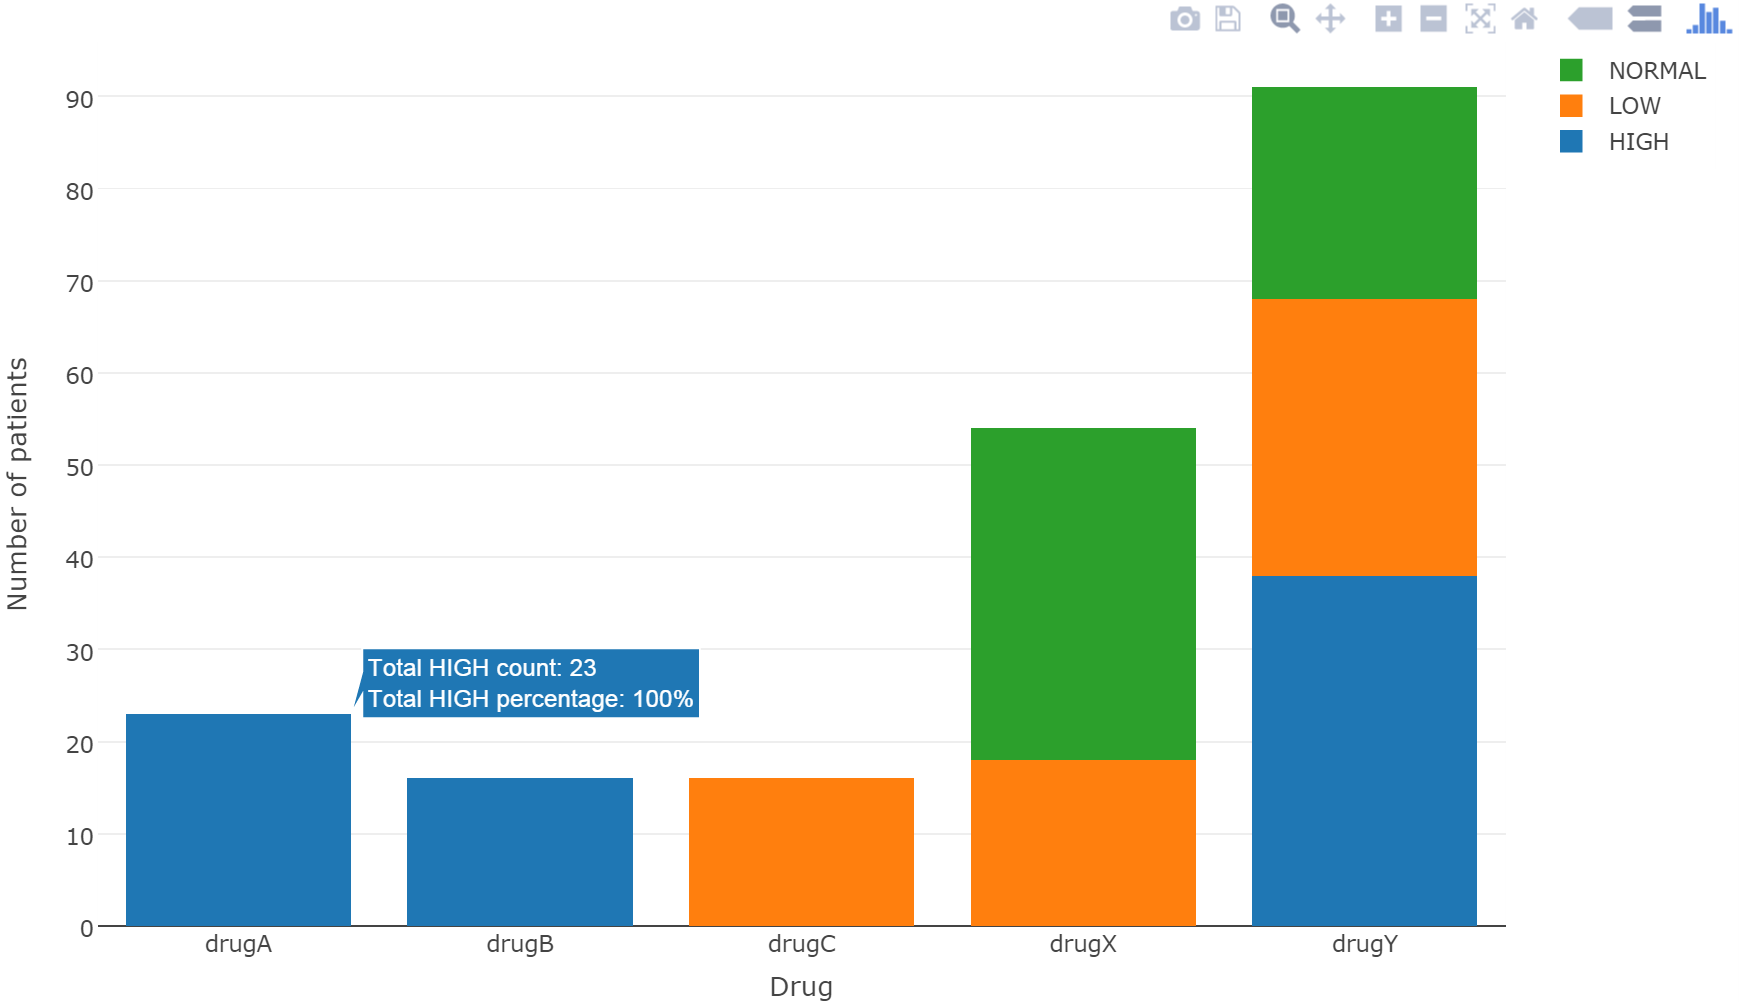 NORMAL
LOW
HIGH
Number of patients
90
80
70
60
50
40
30
20
10
0
Total HIGH count: 23
Total HIGH percentage: 100%
drugA drugB drugC drugX drugY
Drug